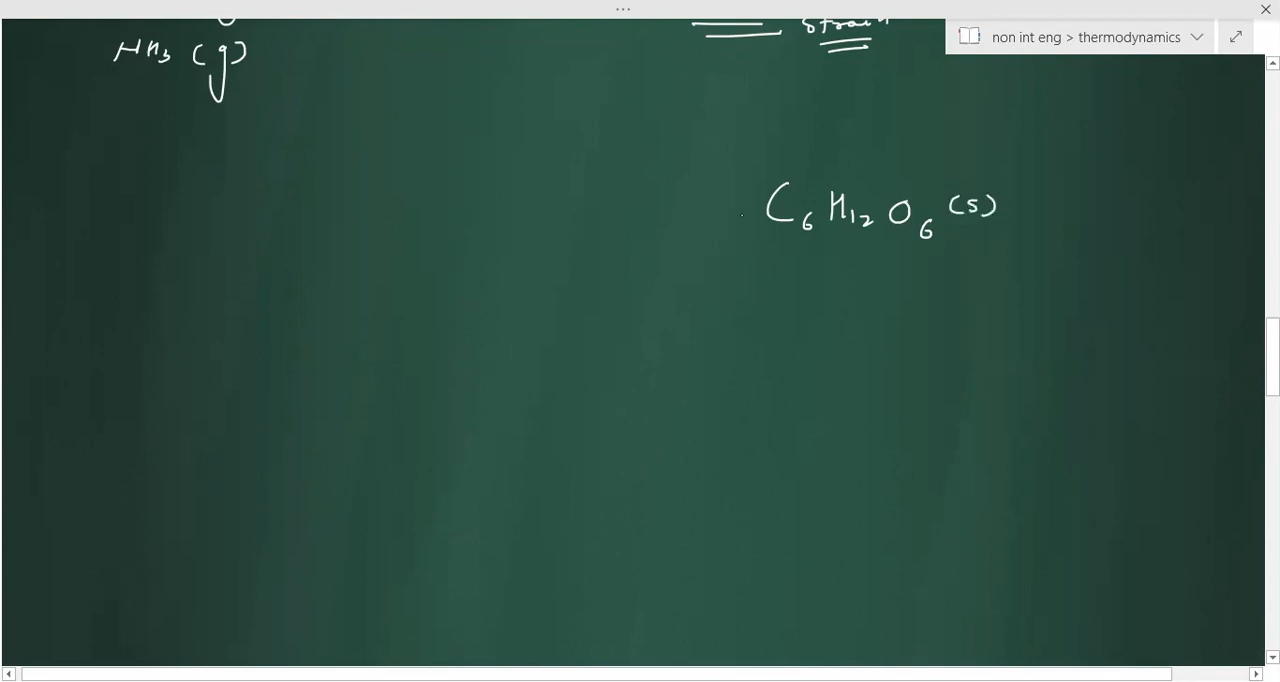 non int eng > thermodynamics
NH3 (g)
C6H12O6 (s)